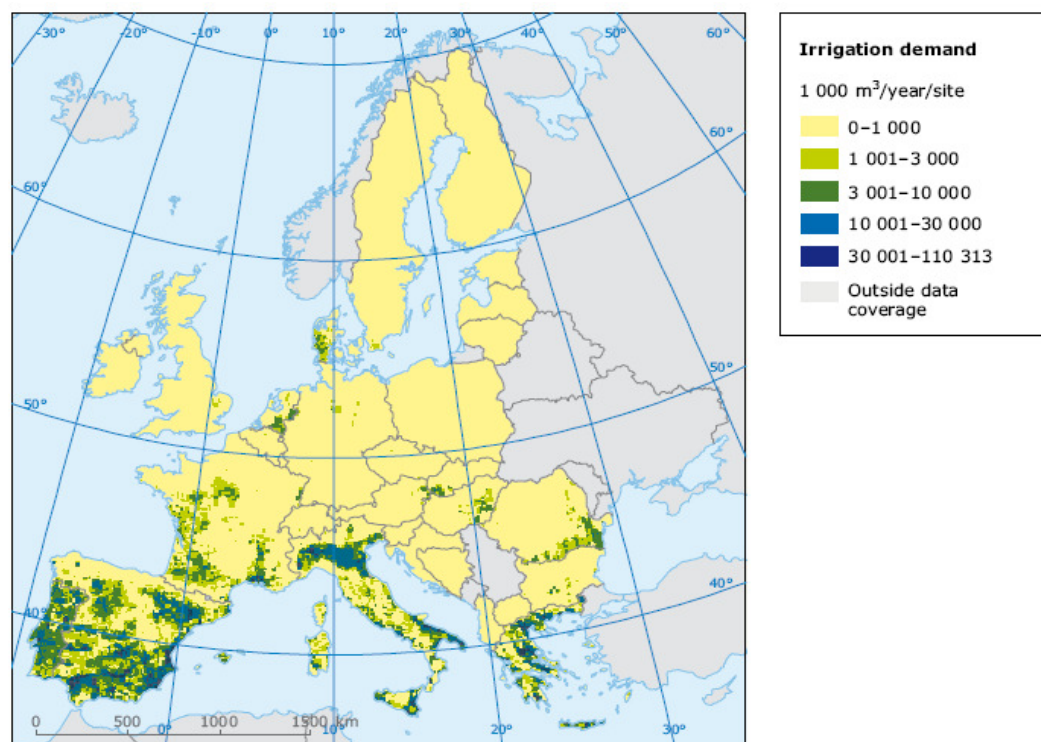 -30° -20° -10° 0° 10° 20° 30° 40° 50° 60°
60°
60°
50°
50°
40°
40°
0° 10° 20° 30°
0 500 1000 1500 km
Irrigation demand
1 000 m³/year/site
0–1 000
1 001–3 000
3 001–10 000
10 001–30 000
30 001–110 313
Outside data
coverage